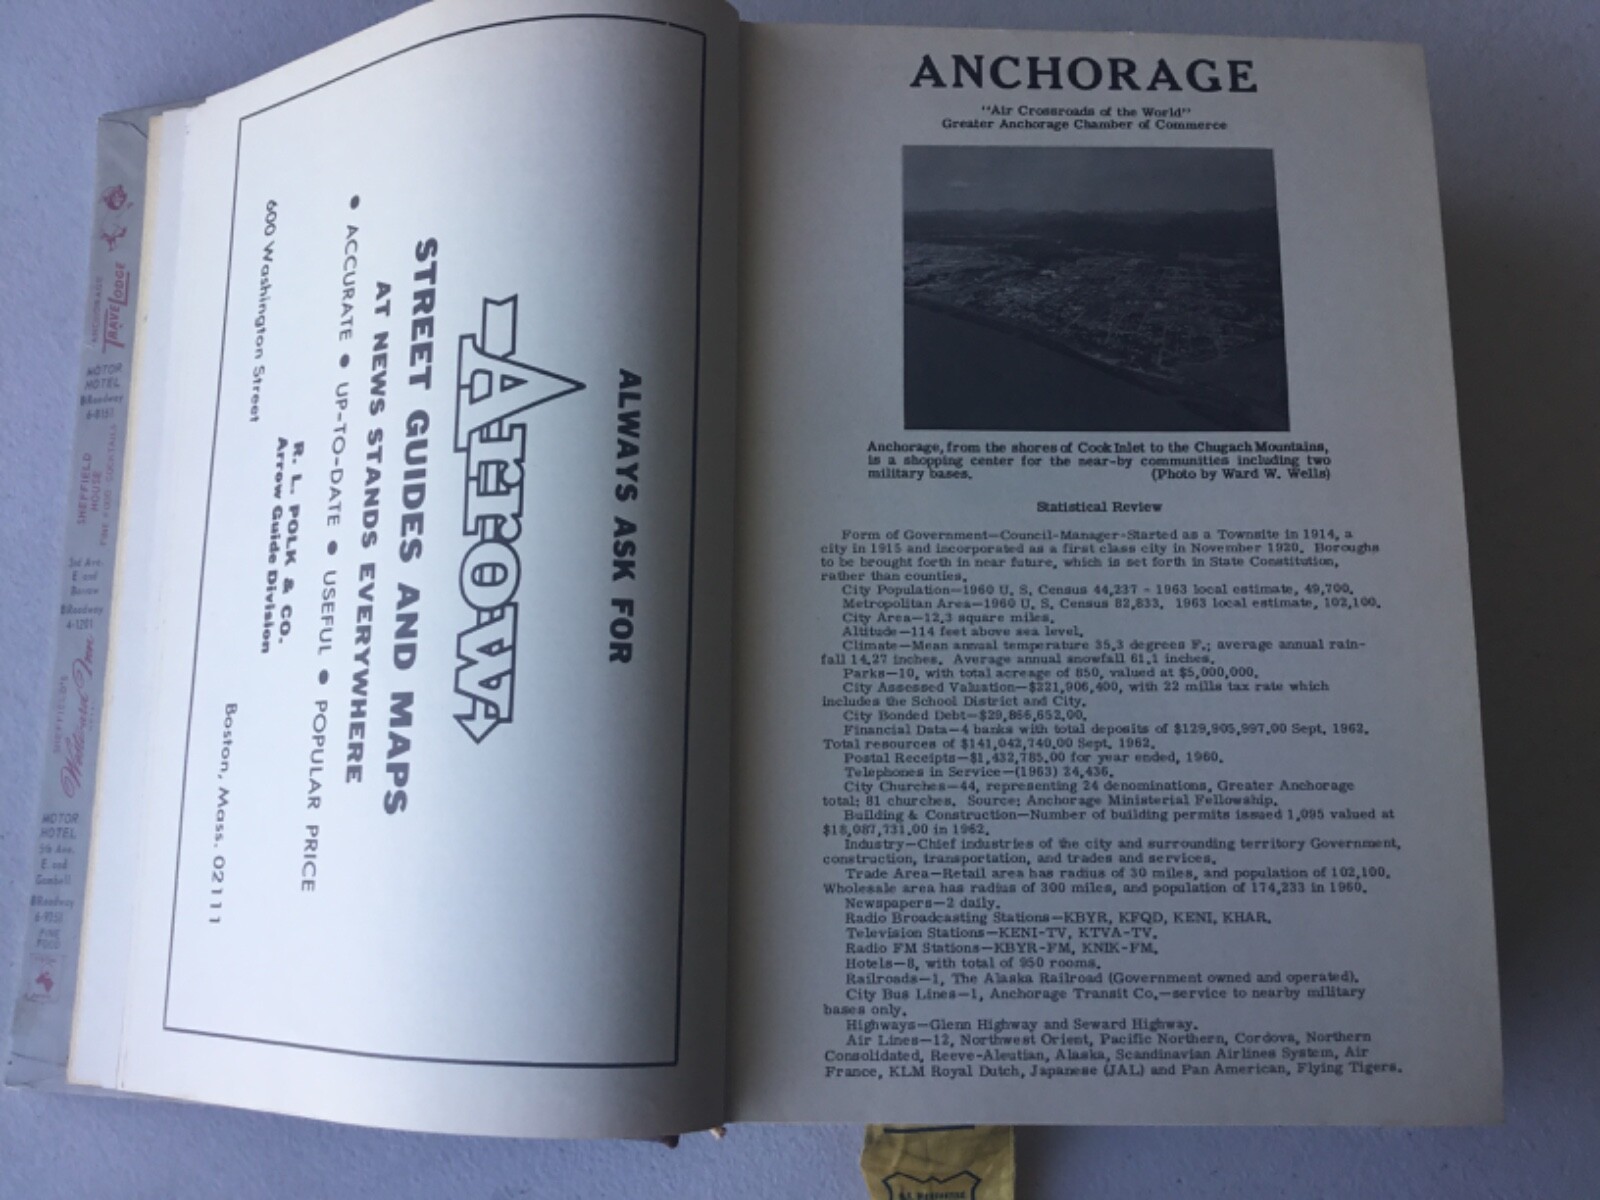 ALWAYS ASK FOR
Arrow
STREET GUIDES AND MAPS
AT NEWS STANDS EVERYWHERE
• ACCURATE • UP-TO-DATE • USEFUL • POPULAR PRICE
R. L. POLK & CO.
Arrow Guide Division
600 Washington Street
Boston, Mass. 02111
TRAVELODGE
ANCHORAGE
MOTOR
HOTEL
BRoadway
6-8151
SHEFFIELD
HOUSE
3rd Ave.
E and
Barrow
BRoadway
4-1201
MOTOR
HOTEL
5th Ave.
E and
Gambell
BRoadway
6-9351
FINE
FOOD
ANCHORAGE
"Air Crossroads of the World"
Greater Anchorage Chamber of Commerce
Anchorage, from the shores of Cook Inlet to the Chugach Mountains,
is a shopping center for the near-by communities including two
military bases. (Photo by Ward W. Wells)
Statistical Review
Form of Government—Council-Manager-Started as a Townsite in 1914, a
city in 1915 and incorporated as a first class city in November 1920. Boroughs
to be brought forth in near future, which is set forth in State Constitution,
rather than counties.
City Population—1960 U. S. Census 44,237 - 1963 local estimate, 49,700.
Metropolitan Area—1960 U. S. Census 82,833. 1963 local estimate, 102,100.
City Area—12.3 square miles.
Altitude—114 feet above sea level.
Climate—Mean annual temperature 35.3 degrees F.; average annual rain-
fall 14.27 inches. Average annual snowfall 61.1 inches.
Parks—19, with total acreage of 850, valued at $5,000,000.
City Assessed Valuation—$221,906,400, with 22 mills tax rate which
includes the School District and City.
City Bonded Debt—$29,866,652.00.
Financial Data—4 banks with total deposits of $129,905,997.00 Sept. 1962.
Total resources of $141,042,740.00 Sept. 1962.
Postal Receipts—$1,432,785.00 for year ended, 1960.
Telephones in Service—(1963) 24,436.
City Churches—44, representing 24 denominations, Greater Anchorage
total: 81 churches. Source: Anchorage Ministerial Fellowship.
Building & Construction—Number of building permits issued 1,095 valued at
$18,087,731.00 in 1962.
Industry—Chief industries of the city and surrounding territory Government,
construction, transportation, and trades and services.
Trade Area—Retail area has radius of 30 miles, and population of 102,100.
Wholesale area has radius of 300 miles, and population of 174,233 in 1960.
Newspapers—2 daily.
Radio Broadcasting Stations—KBYR, KFQD, KENI, KHAR.
Television Stations—KENI-TV, KTVA-TV.
Radio FM Stations—KBYR-FM, KNIK-FM.
Hotels—8, with total of 950 rooms.
Railroads—1, The Alaska Railroad (Government owned and operated).
City Bus Lines—1, Anchorage Transit Co.—service to nearby military
bases only.
Highways—Glenn Highway and Seward Highway.
Air Lines—12, Northwest Orient, Pacific Northern, Cordova, Northern
Consolidated, Reeve-Aleutian, Alaska, Scandinavian Airlines System, Air
France, KLM Royal Dutch, Japanese (JAL) and Pan American, Flying Tigers.